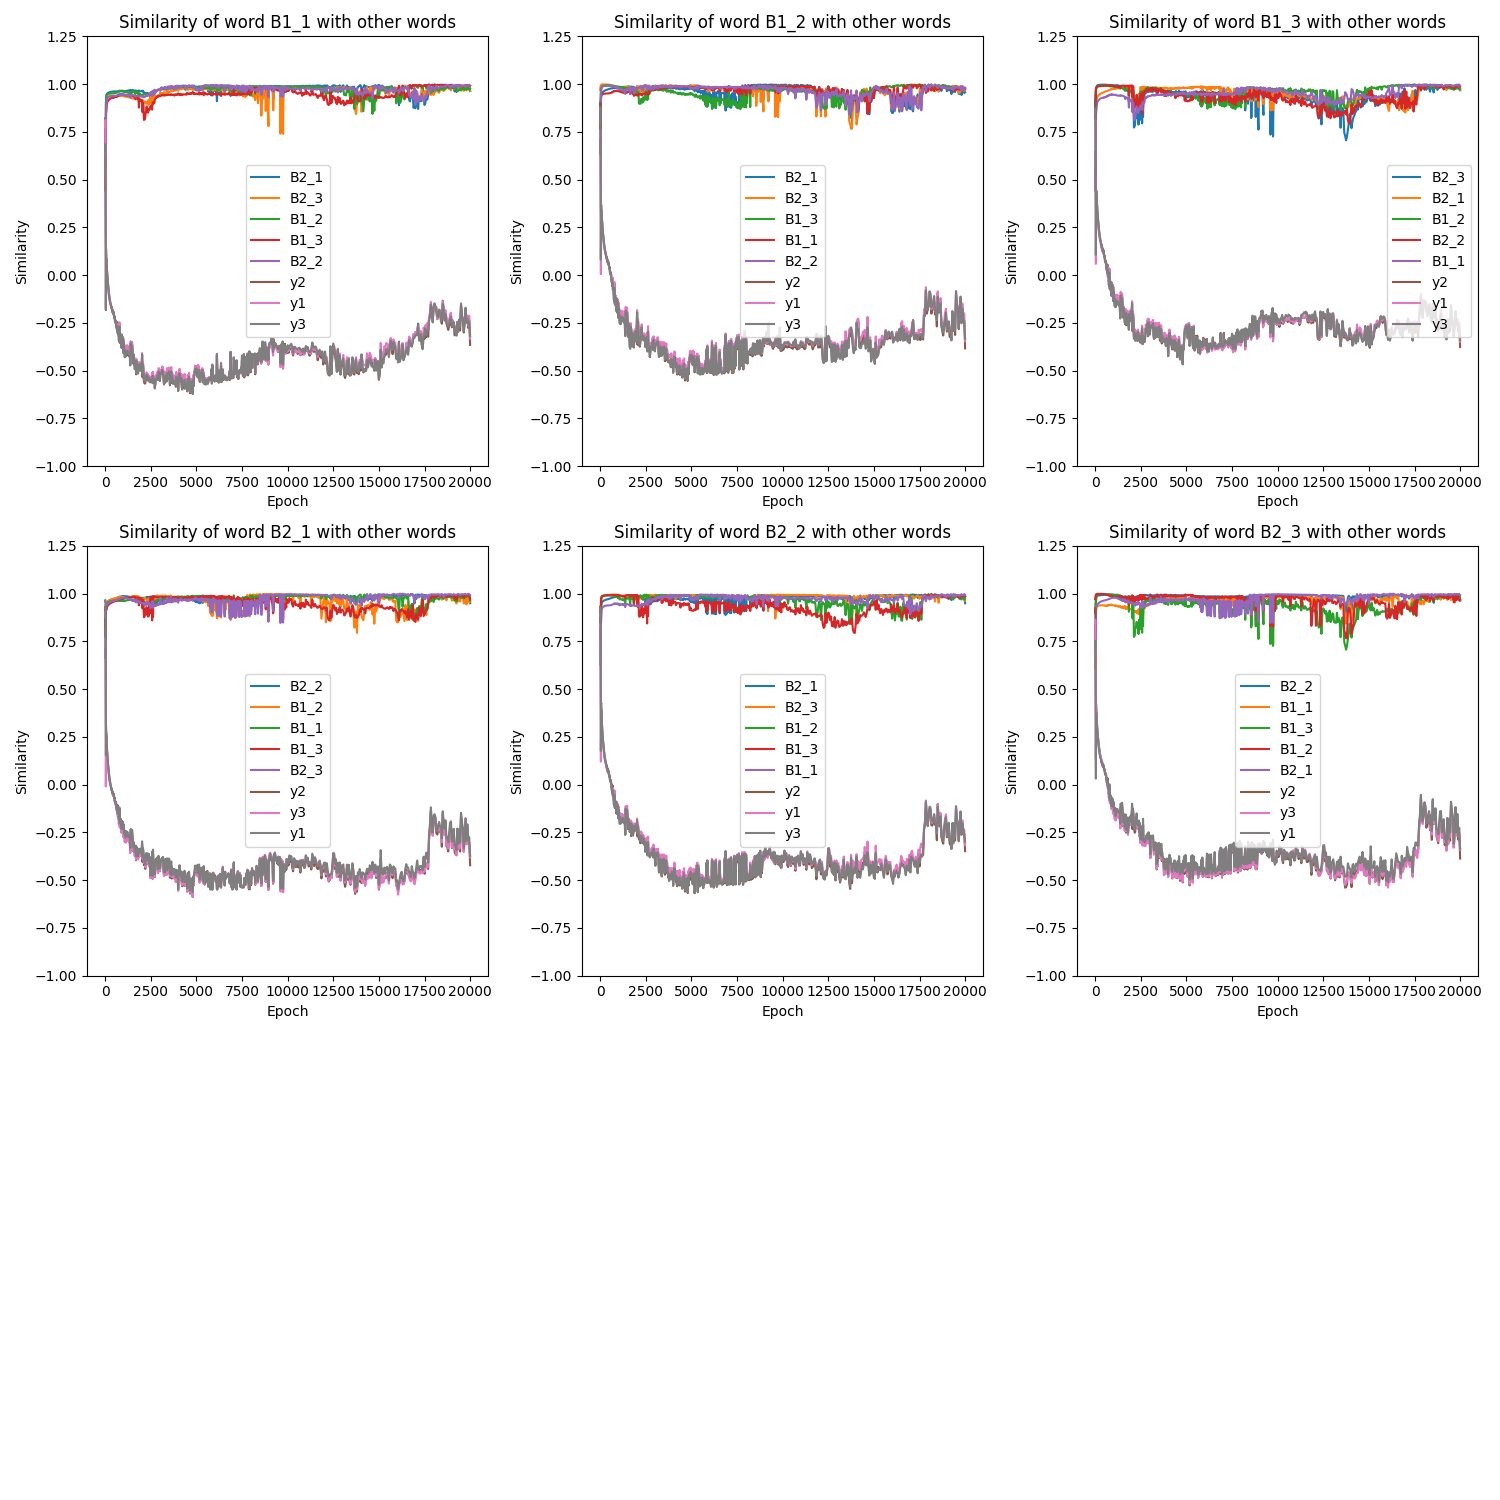 Similarity of word B1_1 with other words
1.25
1.00
0.75
0.50
0.25
0.00
−0.25
−0.50
−0.75
−1.00
Similarity
B2_1
B2_3
B1_2
B1_3
B2_2
y2
y1
y3
0 2500 5000 7500 10000 12500 15000 17500 20000
Epoch
Similarity of word B1_2 with other words
1.25
1.00
0.75
0.50
0.25
0.00
−0.25
−0.50
−0.75
−1.00
Similarity
B2_1
B2_3
B1_3
B1_1
B2_2
y2
y1
y3
0 2500 5000 7500 10000 12500 15000 17500 20000
Epoch
Similarity of word B1_3 with other words
1.25
1.00
0.75
0.50
0.25
0.00
−0.25
−0.50
−0.75
−1.00
Similarity
B2_3
B2_1
B1_2
B2_2
B1_1
y2
y1
y3
0 2500 5000 7500 10000 12500 15000 17500 20000
Epoch
Similarity of word B2_1 with other words
1.25
1.00
0.75
0.50
0.25
0.00
−0.25
−0.50
−0.75
−1.00
Similarity
B2_2
B1_2
B1_1
B1_3
B2_3
y2
y3
y1
0 2500 5000 7500 10000 12500 15000 17500 20000
Epoch
Similarity of word B2_2 with other words
1.25
1.00
0.75
0.50
0.25
0.00
−0.25
−0.50
−0.75
−1.00
Similarity
B2_1
B2_3
B1_2
B1_3
B1_1
y2
y1
y3
0 2500 5000 7500 10000 12500 15000 17500 20000
Epoch
Similarity of word B2_3 with other words
1.25
1.00
0.75
0.50
0.25
0.00
−0.25
−0.50
−0.75
−1.00
Similarity
B2_2
B1_1
B1_3
B1_2
B2_1
y2
y3
y1
0 2500 5000 7500 10000 12500 15000 17500 20000
Epoch